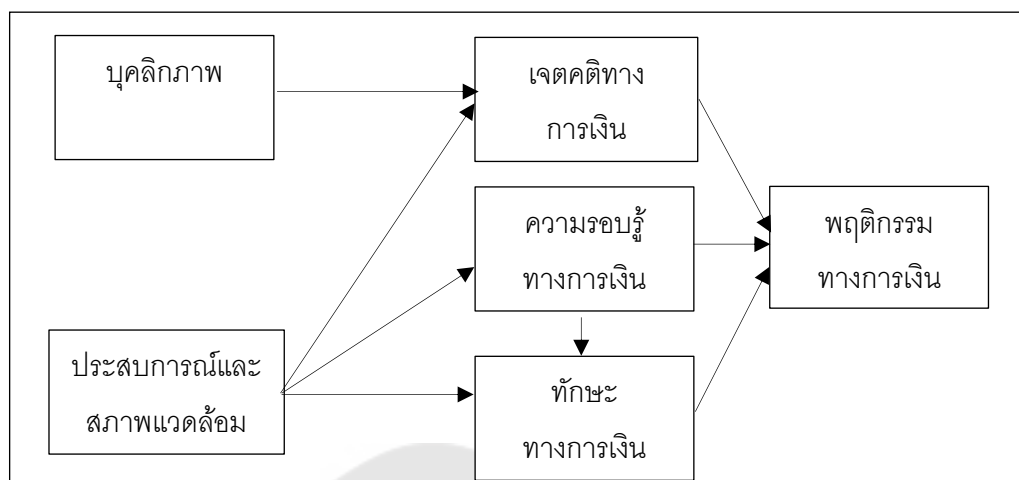 บุคลิกภาพ
เจตคติทาง
การเงิน
ความรอบรู้
ทางการเงิน
พฤติกรรม
ทางการเงิน
ประสบการณ์และ
สภาพแวดล้อม
ทักษะ
ทางการเงิน